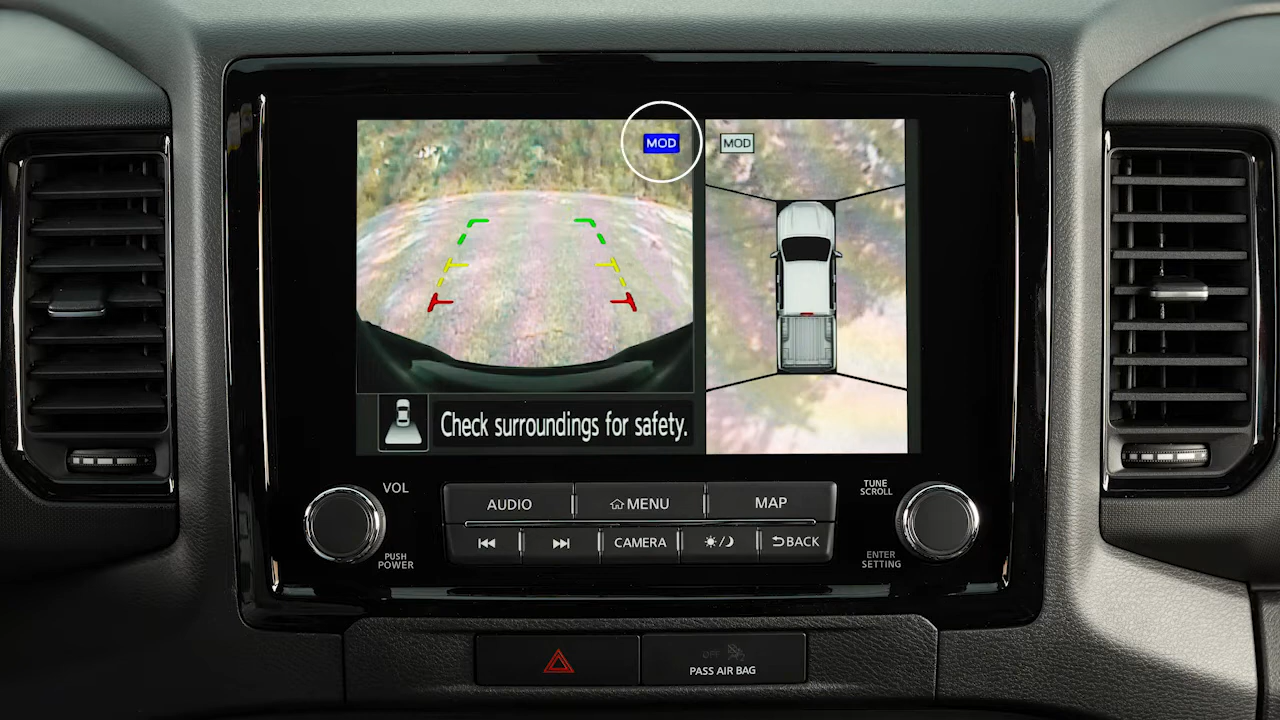 MOD
MOD
Check surroundings for safety.
VOL
TUNE
SCROLL
AUDIO
MENU
MAP
CAMERA
BACK
PUSH
POWER
ENTER
SETTING
OFF
PASS AIR BAG